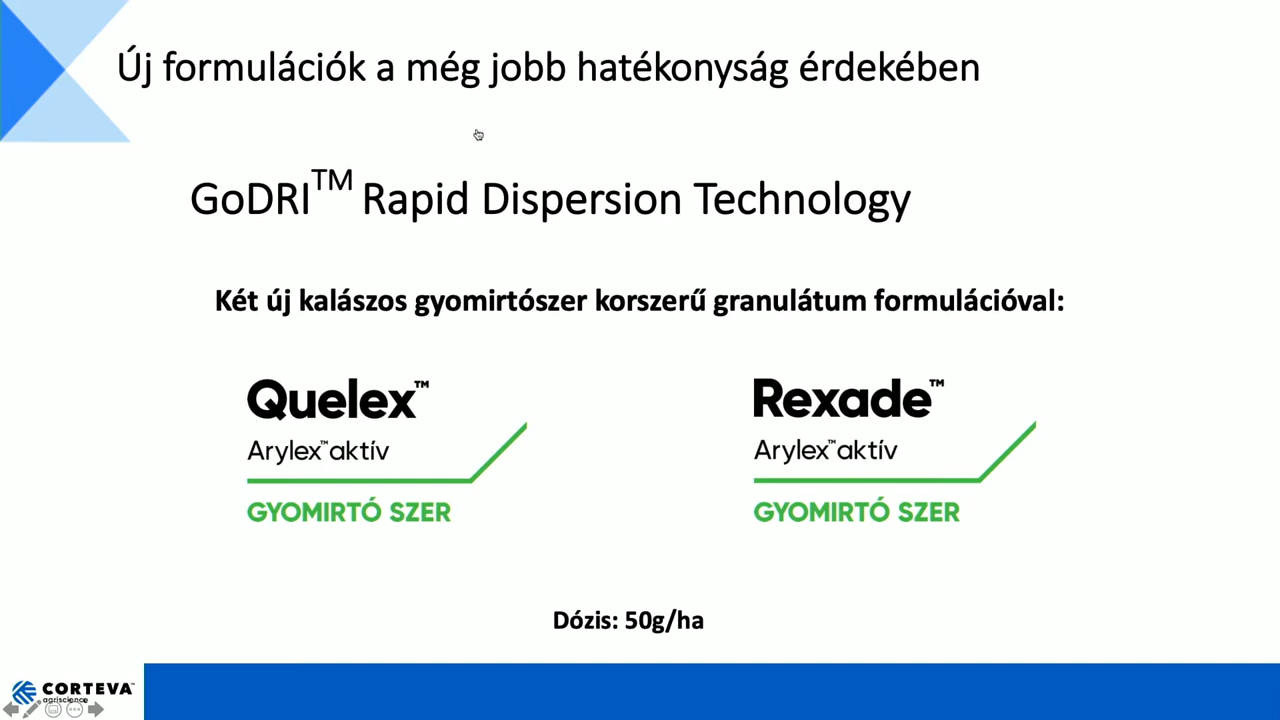 Új formulációk a még jobb hatékonyság érdekében
GoDRI™ Rapid Dispersion Technology
Két új kalászos gyomirtószer korszerű granulátum formulációval:
Quelex™
Arylex™aktív
GYOMIRTÓ SZER
Rexade™
Arylex™aktív
GYOMIRTÓ SZER
Dózis: 50g/ha
CORTEVA™
agriscience